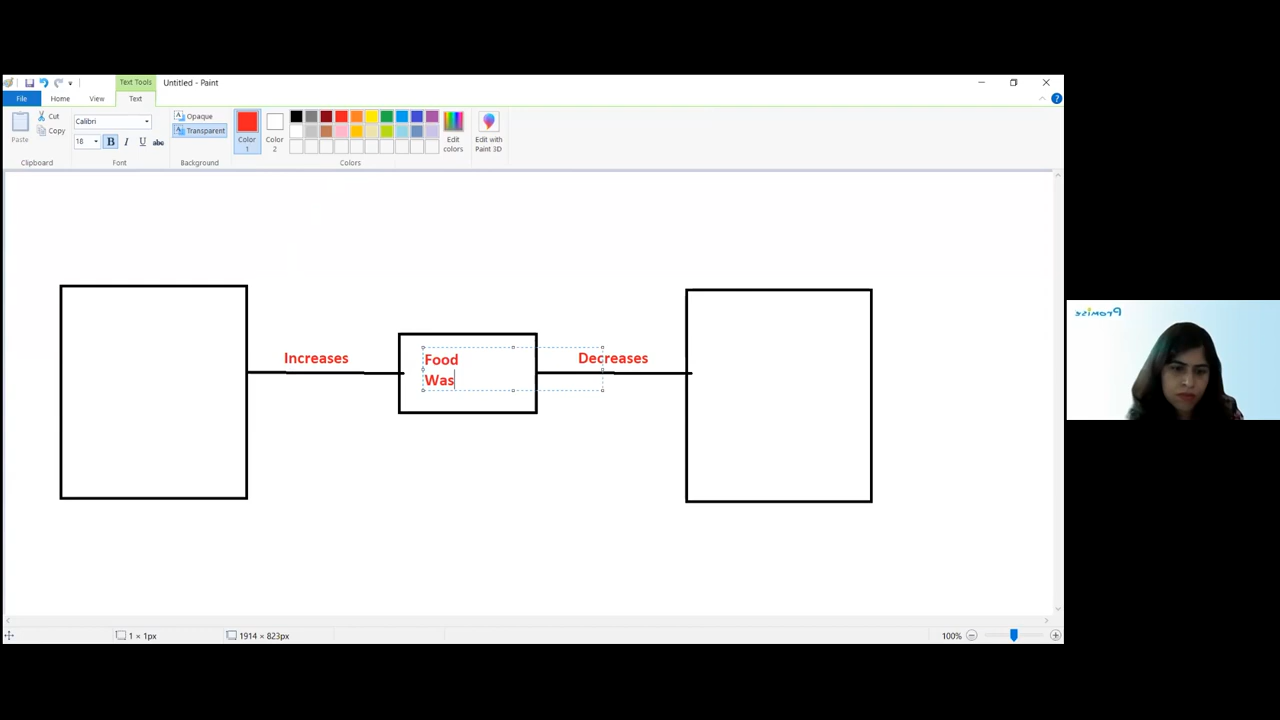 Text Tools
Untitled - Paint
File
Home
View
Text
Paste
Cut
Copy
Clipboard
Calibri
18
B I U abc
Font
Opaque
Transparent
Background
Color 1
Color 2
Edit colors
Colors
Edit with Paint 3D
Increases
Food
Was
Decreases
Promise
1 × 1px
1914 × 823px
100%